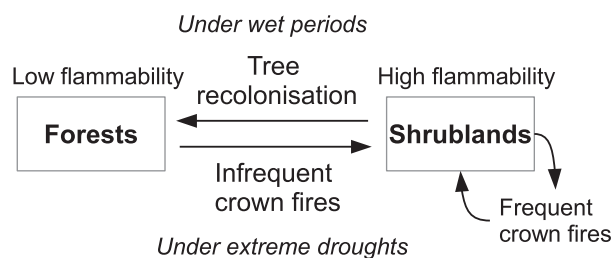 Under wet periods
Low flammability
Tree
recolonisation
High flammability
Forests
Shrublands
Infrequent
crown fires
Frequent
crown fires
Under extreme droughts